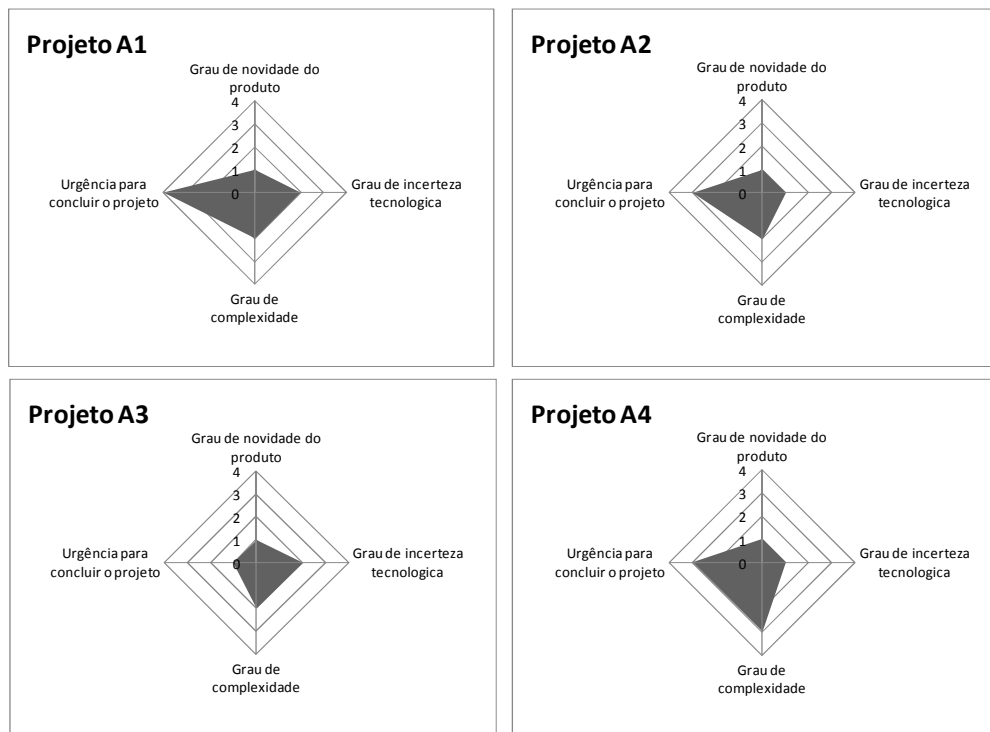 Projeto A1
Grau de novidade do
produto
4
3
2
1
0
Urgência para
concluir o projeto
Grau de incerteza
tecnologica
Grau de
complexidade
Projeto A2
Grau de novidade do
produto
4
3
2
1
0
Urgência para
concluir o projeto
Grau de incerteza
tecnologica
Grau de
complexidade
Projeto A3
Grau de novidade do
produto
4
3
2
1
0
Urgência para
concluir o projeto
Grau de incerteza
tecnologica
Grau de
complexidade
Projeto A4
Grau de novidade do
produto
4
3
2
1
0
Urgência para
concluir o projeto
Grau de incerteza
tecnologica
Grau de
complexidade